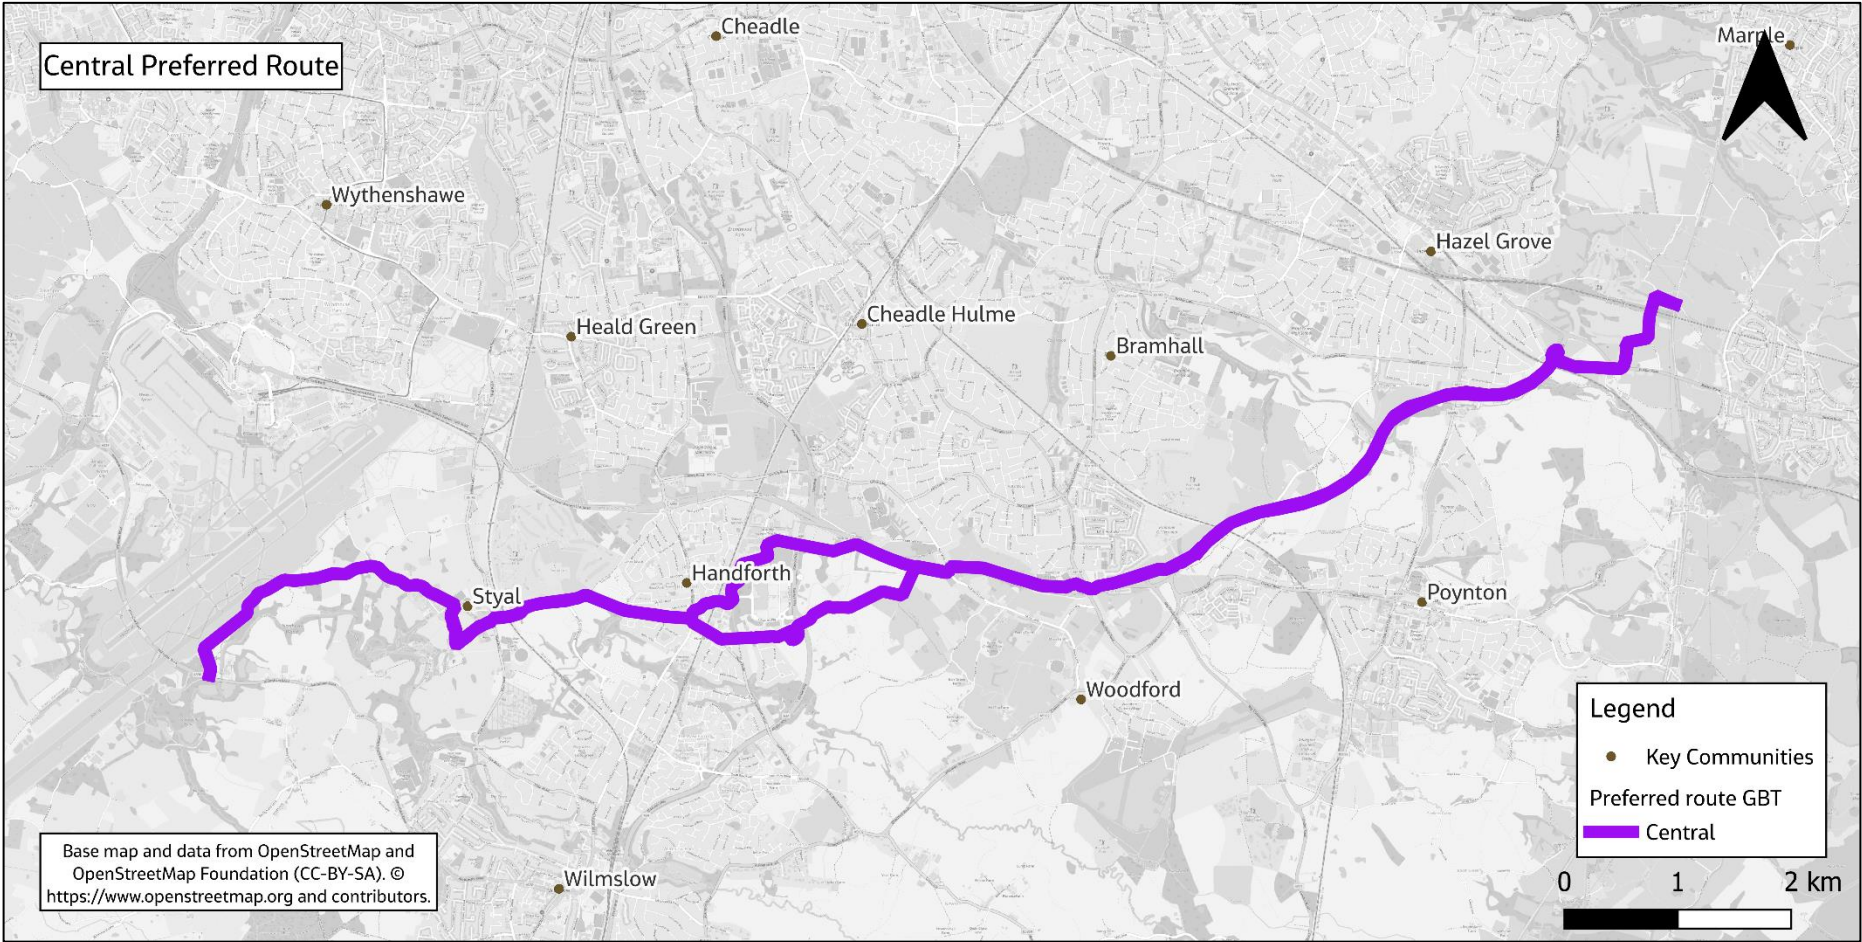 Central Preferred Route
Cheadle
Marple
Wythenshawe
Hazel Grove
Heald Green
Cheadle Hulme
Bramhall
Handforth
Styal
Poynton
Woodford
Wilmslow
Legend
Key Communities
Preferred route GBT
Central
0 1 2 km
Base map and data from OpenStreetMap and
OpenStreetMap Foundation (CC-BY-SA). ©
https://www.openstreetmap.org and contributors.